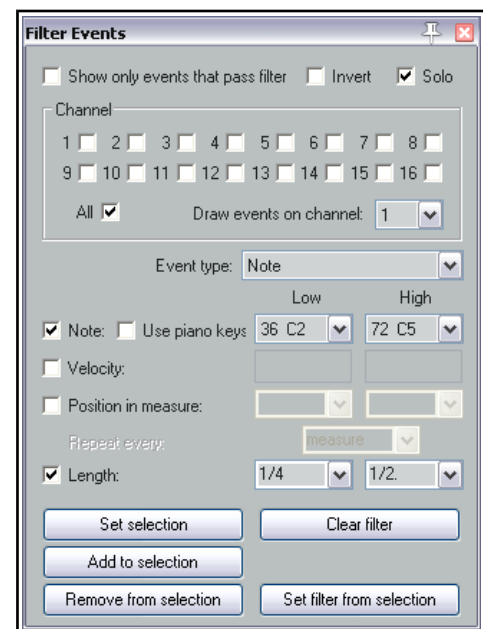 Filter Events
Show only events that pass filter Invert Solo
Channel
1 2 3 4 5 6 7 8
9 10 11 12 13 14 15 16
All Draw events on channel: 1
Event type: Note
Low High
Note: Use piano keys 36 C2 72 C5
Velocity:
Position in measure:
Repeat every: measure
Length: 1/4 1/2.
Set selection Clear filter
Add to selection
Remove from selection Set filter from selection